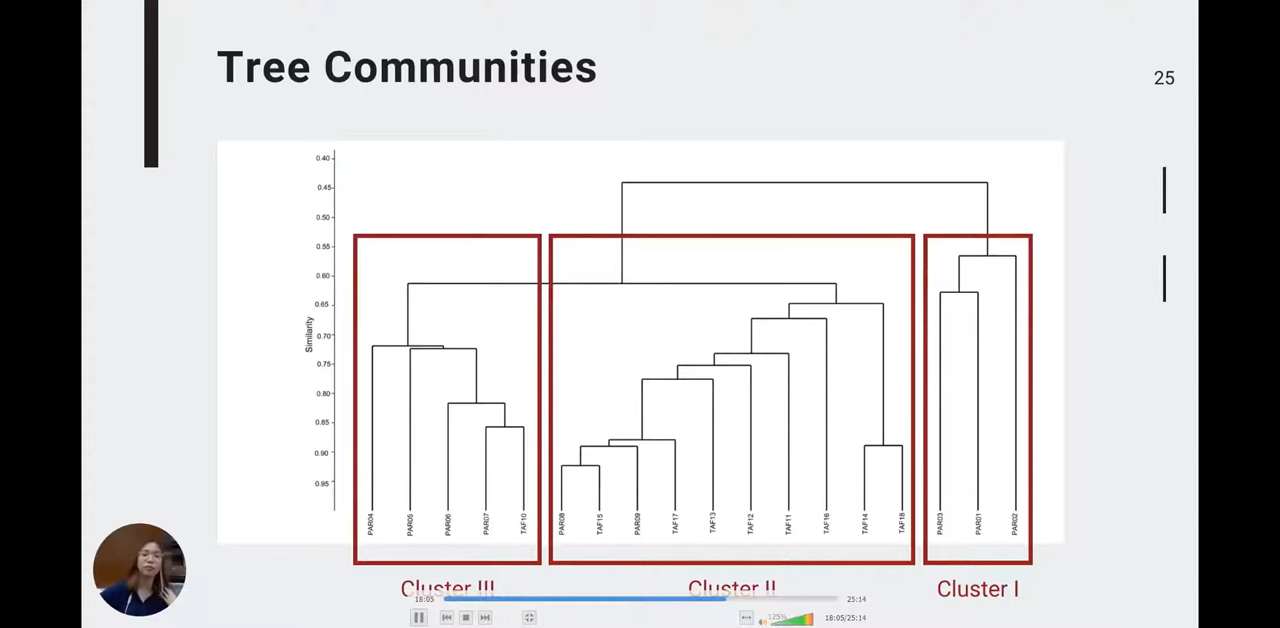 Tree Communities
25
0.40
0.45
0.50
0.55
0.60
0.65
0.70
0.75
0.80
0.85
0.90
0.95
Similarity
PAR04
PAR05
PAR06
PAR07
TAF10
PAR08
TAF15
PAR09
TAF17
TAF13
TAF12
TAF11
TAF16
TAF14
TAF18
PAR03
PAR01
PAR02
Cluster III
Cluster II
Cluster I
18:05
25:14
125%
18:05/25:14